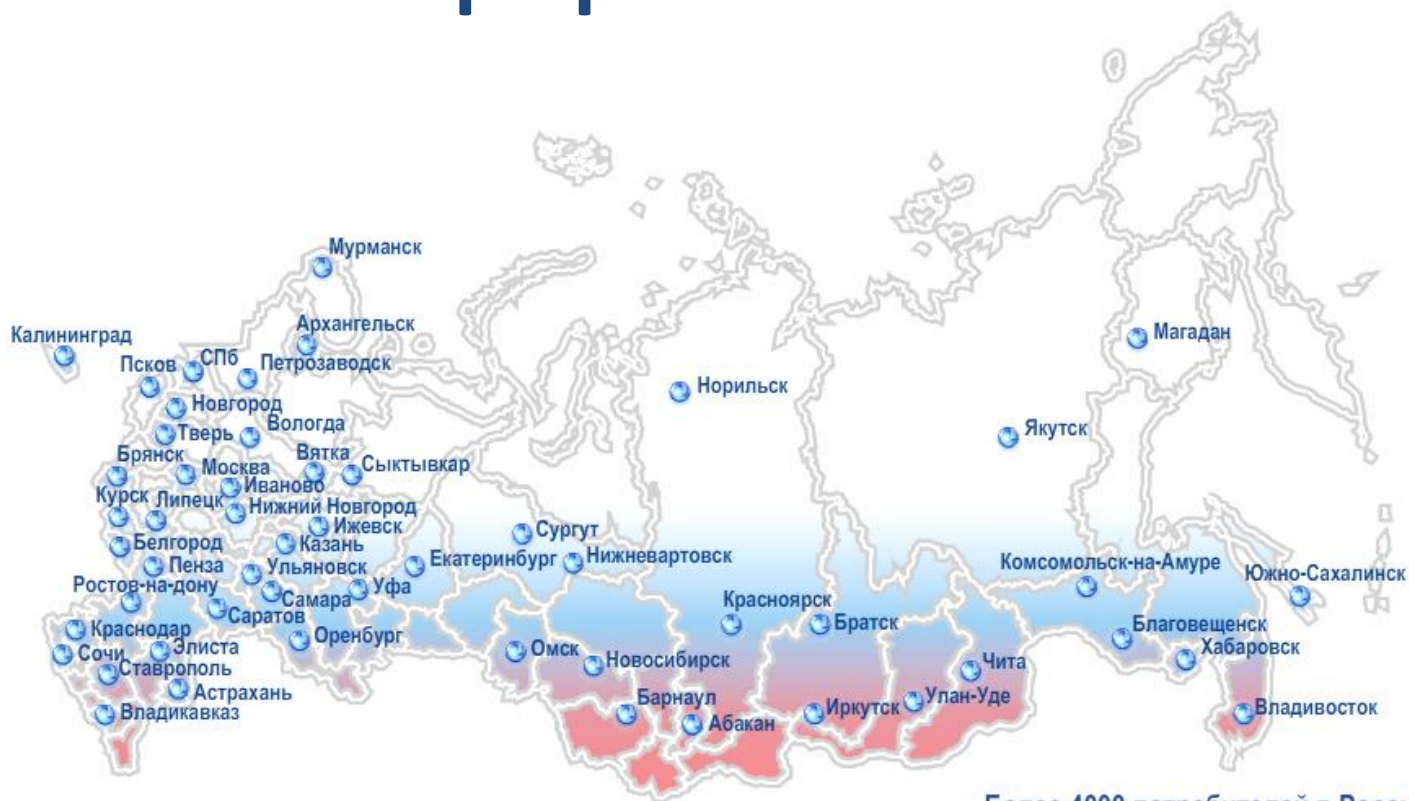 Мурманск
Архангельск
Калининград
Магадан
Псков
СПб
Петрозаводск
Норильск
Новгород
Вологда
Тверь
Якутск
Брянск
Вятка
Сыктывкар
Москва
Иваново
Курск
Липецк
Нижний Новгород
Ижевск
Сургут
Белгород
Казань
Екатеринбург
Нижневартовск
Комсомольск-на-Амуре
Южно-Сахалинск
Пенза
Ульяновск
Ростов-на-дону
Самара
Уфа
Красноярск
Саратов
Братск
Благовещенск
Краснодар
Оренбург
Элиста
Омск
Хабаровск
Сочи
Новосибирск
Чита
Ставрополь
Астрахань
Барнаул
Улан-Уде
Иркутск
Владикавказ
Абакан
Владивосток
Более 4000 потребителей в